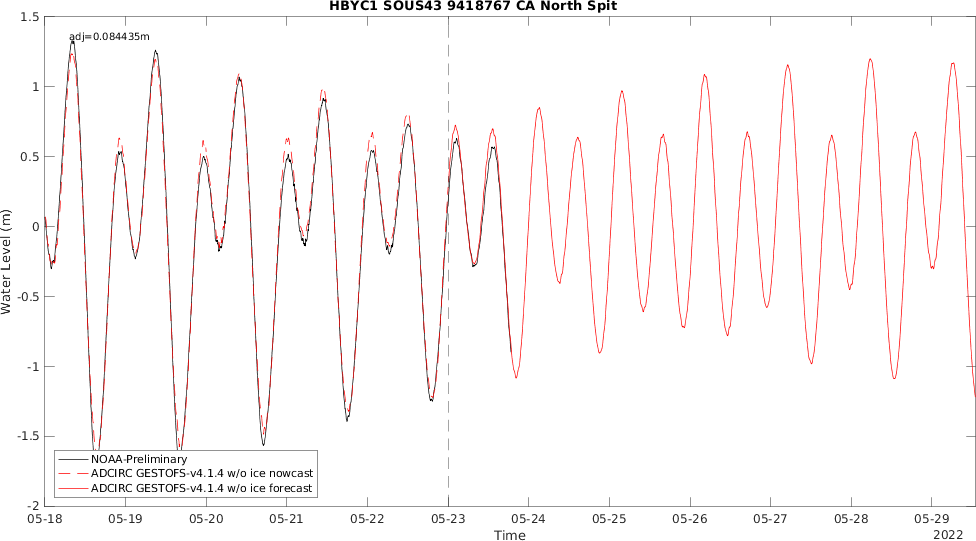 HBYC1 SOUS43 9418767 CA North Spit
adj=0.084435m
Water Level (m)
1.5
1
0.5
0
-0.5
-1
-1.5
-2
NOAA-Preliminary
ADCIRC GESTOFS-v4.1.4 w/o ice nowcast
ADCIRC GESTOFS-v4.1.4 w/o ice forecast
05-18 05-19 05-20 05-21 05-22 05-23 05-24 05-25 05-26 05-27 05-28 05-29
Time
2022